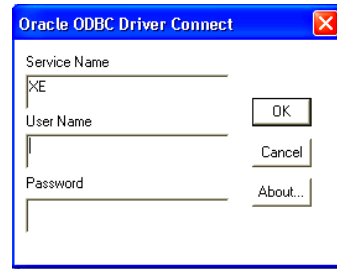 Oracle ODBC Driver Connect
Service Name
XE
OK
User Name
Cancel
Password
About...